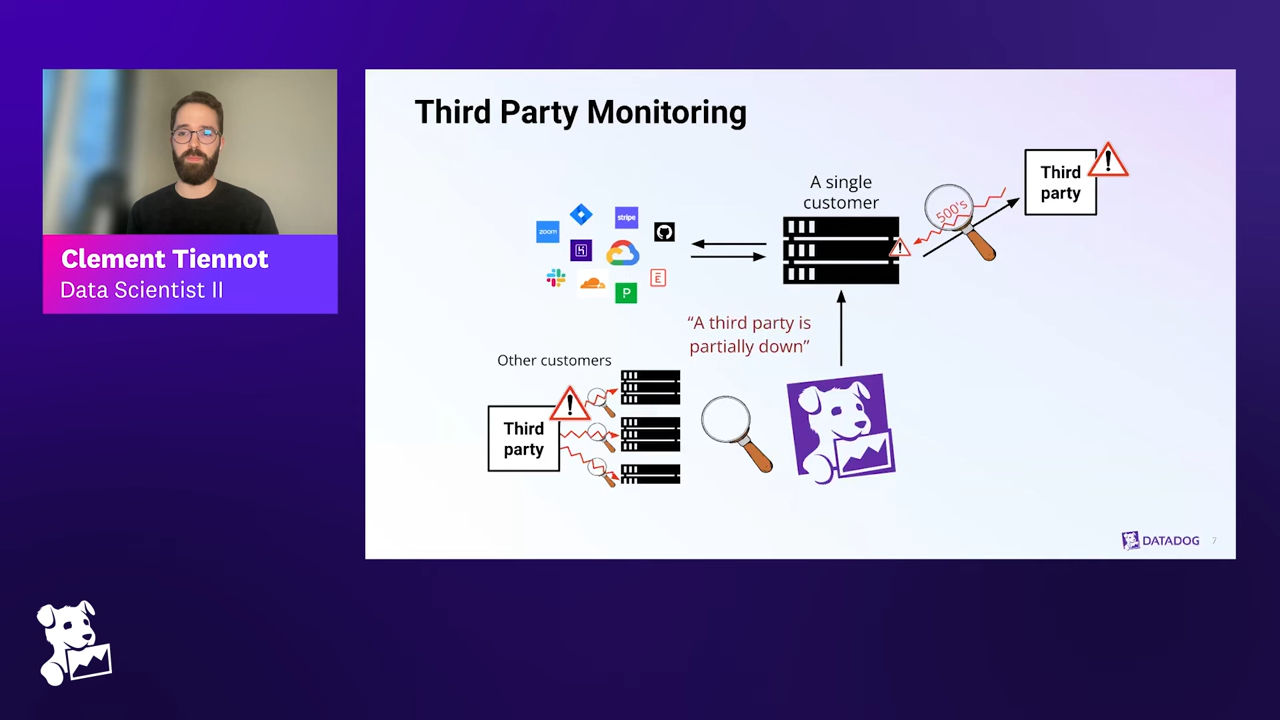 Clement Tiennot
Data Scientist II
Third Party Monitoring
A single
customer
Third
party
500's
zoom
stripe
“A third party is
partially down”
Other customers
Third
party
DATADOG
7